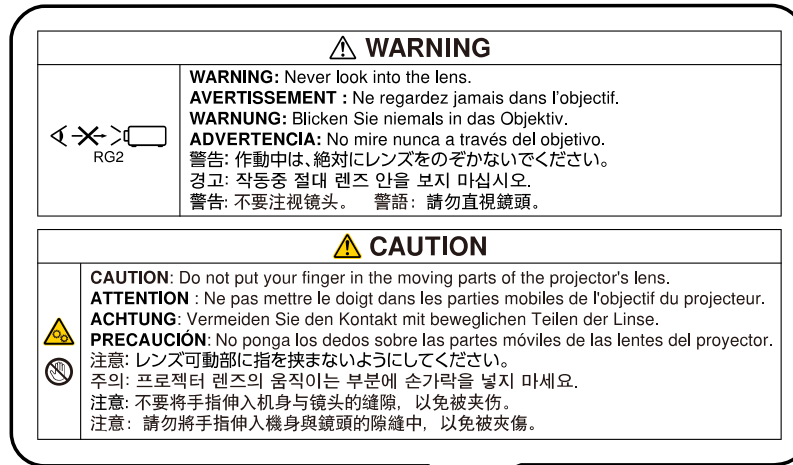 ⚠ WARNING
RG2
WARNING: Never look into the lens.
AVERTISSEMENT : Ne regardez jamais dans l'objectif.
WARNUNG: Blicken Sie niemals in das Objektiv.
ADVERTENCIA: No mire nunca a través del objetivo.
警告: 作動中は、絶対にレンズをのぞかないでください。
경고: 작동중 절대 렌즈 안을 보지 마십시오.
警告: 不要注视镜头。 警語: 請勿直視鏡頭。
⚠ CAUTION
CAUTION: Do not put your finger in the moving parts of the projector's lens.
ATTENTION : Ne pas mettre le doigt dans les parties mobiles de l'objectif du projecteur.
ACHTUNG: Vermeiden Sie den Kontakt mit beweglichen Teilen der Linse.
PRECAUCIÓN: No ponga los dedos sobre las partes móviles de las lentes del proyector.
注意: レンズ可動部に指を挟まないようにしてください。
주의: 프로젝터 렌즈의 움직이는 부분에 손가락을 넣지 마세요.
注意: 不要将手指伸入机身与镜头的缝隙, 以免被夹伤。
注意: 請勿將手指伸入機身與鏡頭的隙縫中, 以免被夾傷。